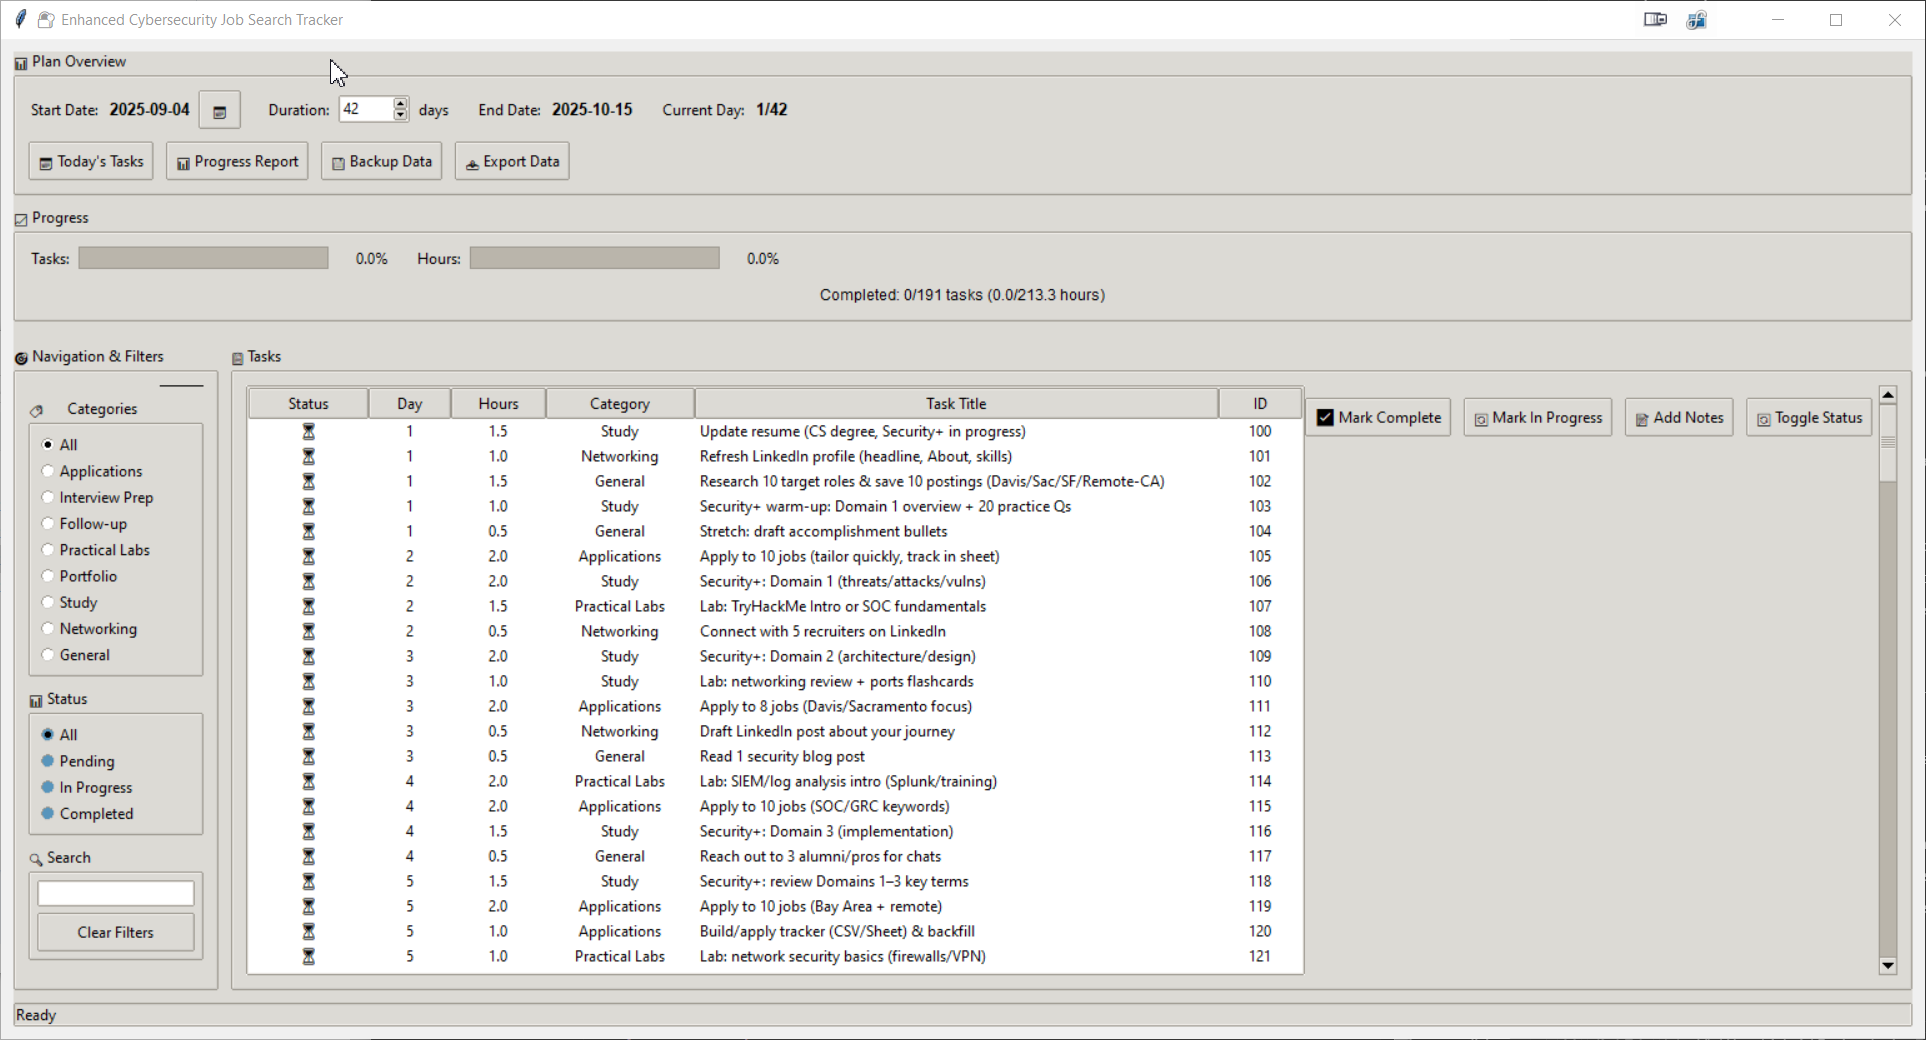 Enhanced Cybersecurity Job Search Tracker
Plan Overview
Start Date: 2025-09-04 Duration: 42 days End Date: 2025-10-15 Current Day: 1/42
Today's Tasks Progress Report Backup Data Export Data
Progress
Tasks: 0.0% Hours: 0.0%
Completed: 0/191 tasks (0.0/213.3 hours)
Navigation & Filters
Categories
All
Applications
Interview Prep
Follow-up
Practical Labs
Portfolio
Study
Networking
General
Status
All
Pending
In Progress
Completed
Search
Clear Filters
Tasks
Status Day Hours Category Task Title ID
1 1.5 Study Update resume (CS degree, Security+ in progress) 100
1 1.0 Networking Refresh LinkedIn profile (headline, About, skills) 101
1 1.5 General Research 10 target roles & save 10 postings (Davis/Sac/SF/Remote-CA) 102
1 1.0 Study Security+ warm-up: Domain 1 overview + 20 practice Qs 103
1 0.5 General Stretch: draft accomplishment bullets 104
2 2.0 Applications Apply to 10 jobs (tailor quickly, track in sheet) 105
2 2.0 Study Security+: Domain 1 (threats/attacks/vulns) 106
2 1.5 Practical Labs Lab: TryHackMe Intro or SOC fundamentals 107
2 0.5 Networking Connect with 5 recruiters on LinkedIn 108
3 2.0 Study Security+: Domain 2 (architecture/design) 109
3 1.0 Study Lab: networking review + ports flashcards 110
3 2.0 Applications Apply to 8 jobs (Davis/Sacramento focus) 111
3 0.5 Networking Draft LinkedIn post about your journey 112
3 0.5 General Read 1 security blog post 113
4 2.0 Practical Labs Lab: SIEM/log analysis intro (Splunk/training) 114
4 2.0 Applications Apply to 10 jobs (SOC/GRC keywords) 115
4 1.5 Study Security+: Domain 3 (implementation) 116
4 0.5 General Reach out to 3 alumni/pros for chats 117
5 1.5 Study Security+: review Domains 1–3 key terms 118
5 2.0 Applications Apply to 10 jobs (Bay Area + remote) 119
5 1.0 Applications Build/apply tracker (CSV/Sheet) & backfill 120
5 1.0 Practical Labs Lab: network security basics (firewalls/VPN) 121
Mark Complete Mark In Progress Add Notes Toggle Status
Ready